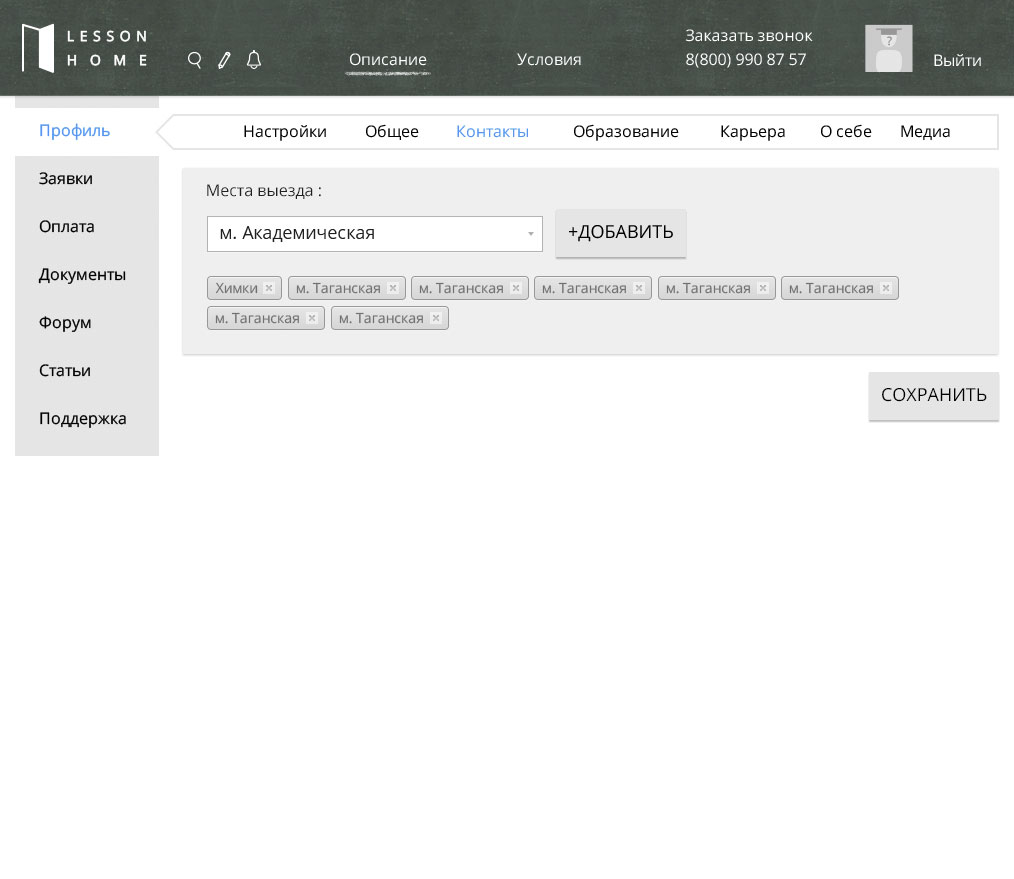 LESSON
HOME
Описание
Условия
Заказать звонок
8(800) 990 87 57
?
Выйти
Профиль
Настройки Общее Контакты Образование Карьера О себе Медиа
Заявки
Оплата
Документы
Форум
Статьи
Поддержка
Места выезда :
м. Академическая
+ДОБАВИТЬ
Химки м. Таганская м. Таганская м. Таганская м. Таганская м. Таганская
м. Таганская м. Таганская
СОХРАНИТЬ